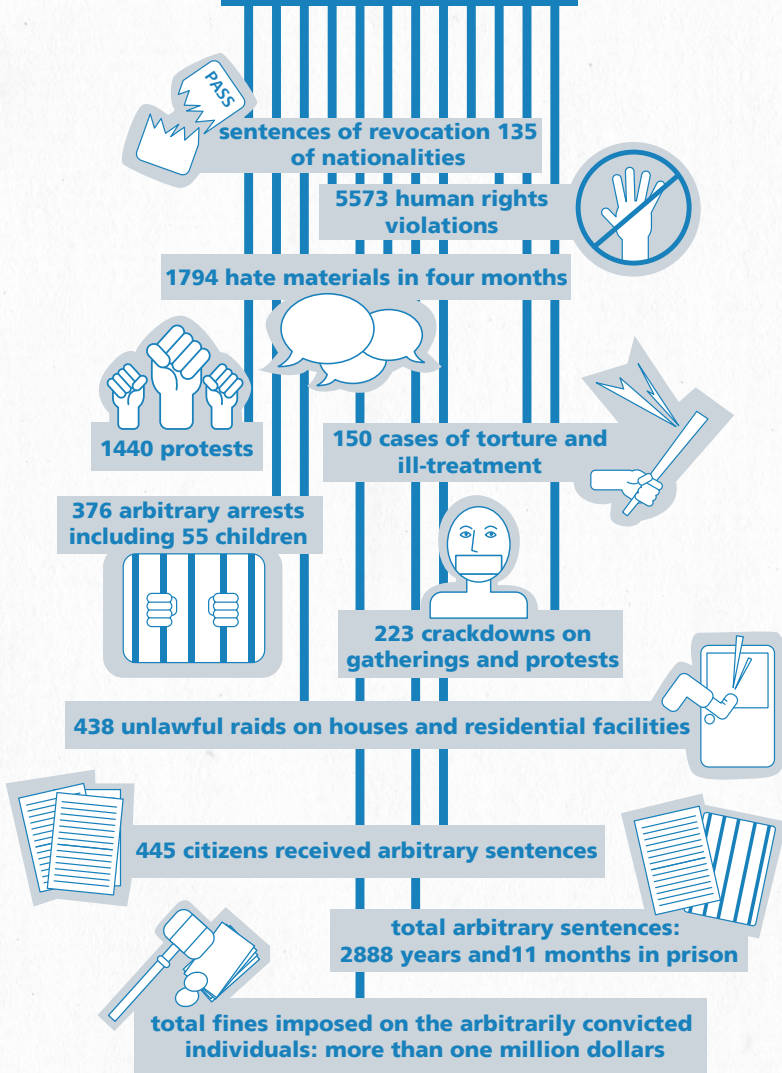 PASS
sentences of revocation 135
of nationalities
5573 human rights
violations
1794 hate materials in four months
1440 protests
150 cases of torture and
ill-treatment
376 arbitrary arrests
including 55 children
223 crackdowns on
gatherings and protests
438 unlawful raids on houses and residential facilities
445 citizens received arbitrary sentences
total arbitrary sentences:
2888 years and11 months in prison
total fines imposed on the arbitrarily convicted
individuals: more than one million dollars